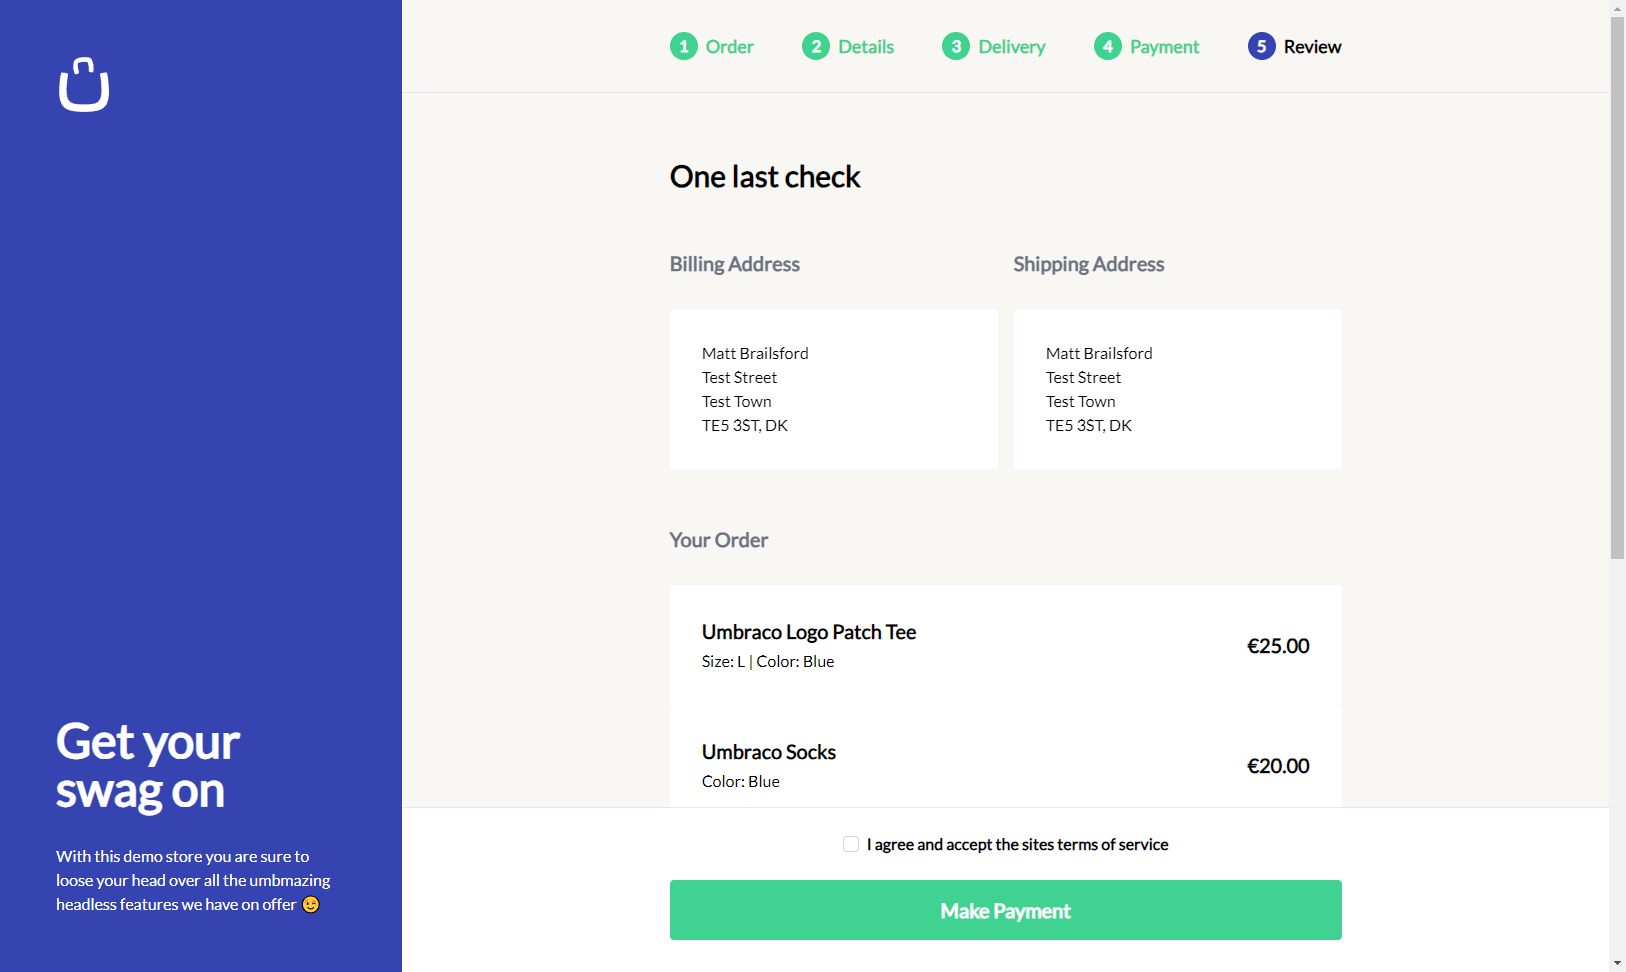 1 Order 2 Details 3 Delivery 4 Payment 5 Review
One last check
Billing Address
Matt Brailsford
Test Street
Test Town
TE5 3ST, DK
Shipping Address
Matt Brailsford
Test Street
Test Town
TE5 3ST, DK
Your Order
Umbraco Logo Patch Tee
Size: L | Color: Blue
€25.00
Umbraco Socks
Color: Blue
€20.00
I agree and accept the sites terms of service
Make Payment
Get your
swag on
With this demo store you are sure to
loose your head over all the umbmazing
headless features we have on offer 😉